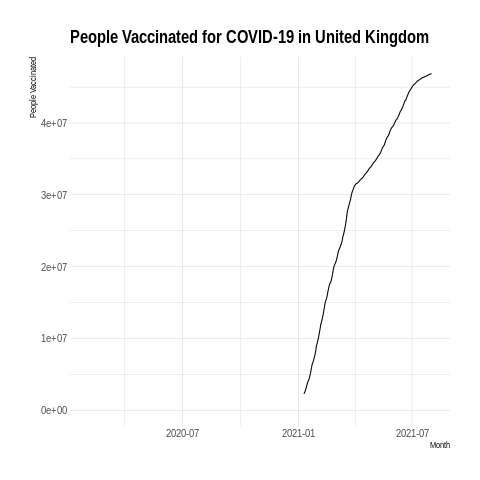 People Vaccinated for COVID-19 in United Kingdom
People Vaccinated
4e+07
3e+07
2e+07
1e+07
0e+00
2020-07 2021-01 2021-07
Month